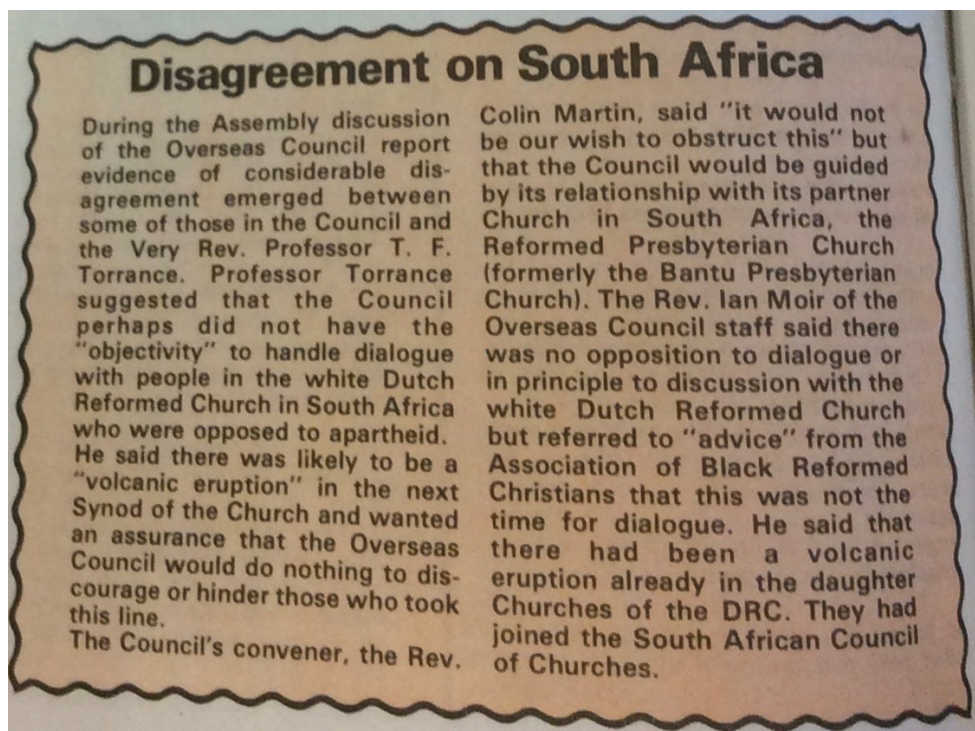 Disagreement on South Africa
During the Assembly discussion
of the Overseas Council report
evidence of considerable dis-
agreement emerged between
some of those in the Council and
the Very Rev. Professor T. F.
Torrance. Professor Torrance
suggested that the Council
perhaps did not have the
"objectivity" to handle dialogue
with people in the white Dutch
Reformed Church in South Africa
who were opposed to apartheid.
He said there was likely to be a
"volcanic eruption" in the next
Synod of the Church and wanted
an assurance that the Overseas
Council would do nothing to dis-
courage or hinder those who took
this line.
The Council's convener, the Rev.
Colin Martin, said "it would not
be our wish to obstruct this" but
that the Council would be guided
by its relationship with its partner
Church in South Africa, the
Reformed Presbyterian Church
(formerly the Bantu Presbyterian
Church). The Rev. Ian Moir of the
Overseas Council staff said there
was no opposition to dialogue or
in principle to discussion with the
white Dutch Reformed Church
but referred to "advice" from the
Association of Black Reformed
Christians that this was not the
time for dialogue. He said that
there had been a volcanic
eruption already in the daughter
Churches of the DRC. They had
joined the South African Council
of Churches.